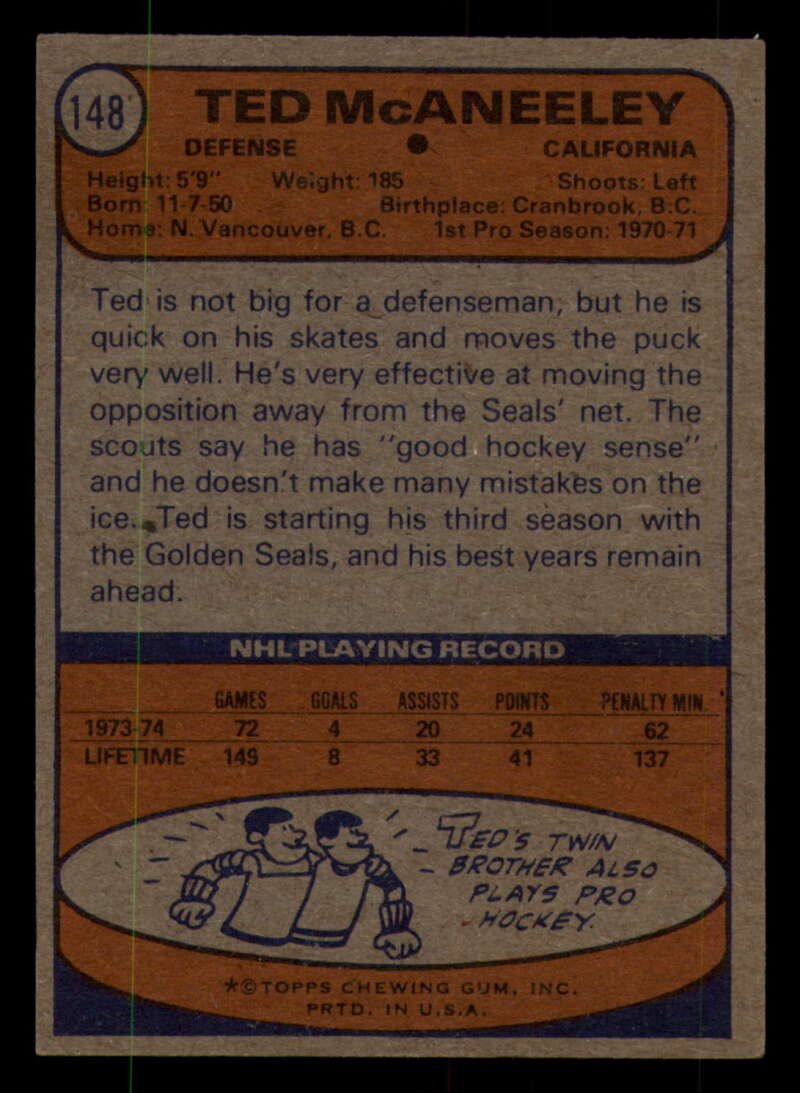 148
TED McANEELEY
DEFENSE ● CALIFORNIA
Height: 5'9" Weight: 185 Shoots: Left
Born: 11-7-50 Birthplace: Cranbrook, B.C.
Home: N. Vancouver, B.C. 1st Pro Season: 1970-71
Ted is not big for a defenseman, but he is
quick on his skates and moves the puck
very well. He's very effective at moving the
opposition away from the Seals' net. The
scouts say he has "good hockey sense"
and he doesn't make many mistakes on the
ice. Ted is starting his third season with
the Golden Seals, and his best years remain
ahead.
NHL PLAYING RECORD
GAMES GOALS ASSISTS POINTS PENALTY MIN.
1973-74 72 4 20 24 62
LIFETIME 149 8 33 41 137
TED'S TWIN
BROTHER ALSO
PLAYS PRO
HOCKEY.
*©TOPPS CHEWING GUM, INC.
PRTD. IN U.S.A.